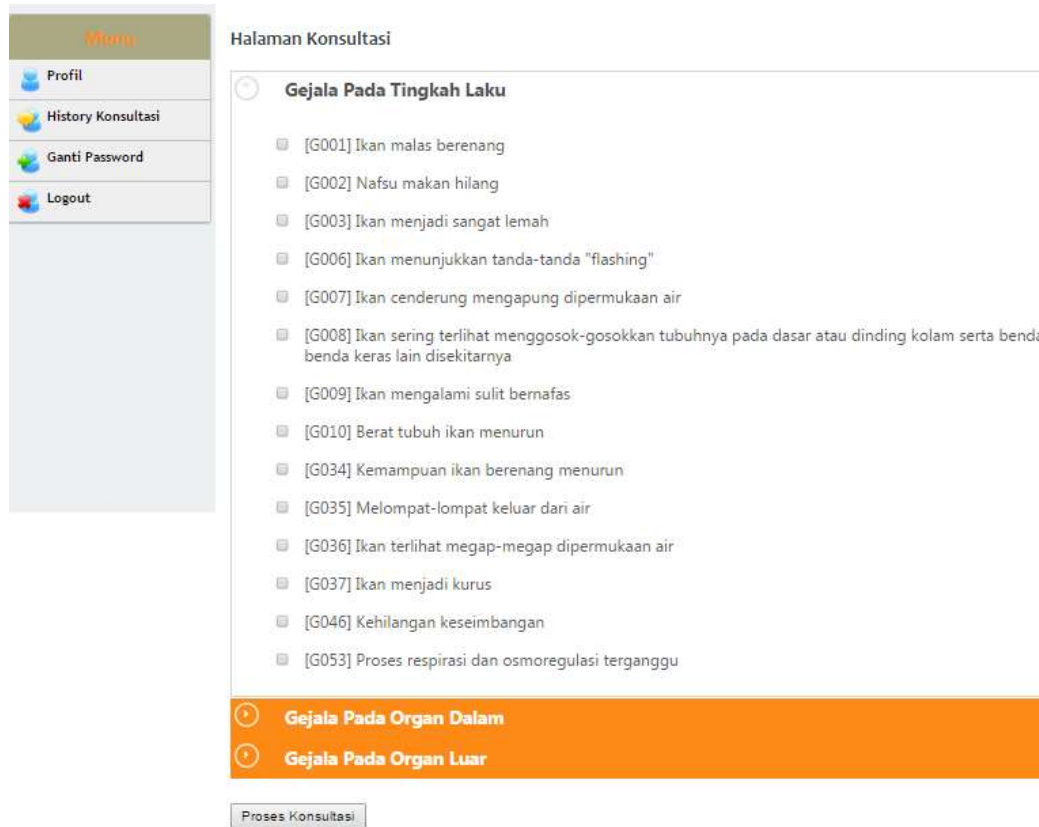 Menu
Profil
History Konsultasi
Ganti Password
Logout
Halaman Konsultasi
Gejala Pada Tingkah Laku
[G001] Ikan malas berenang
[G002] Nafsu makan hilang
[G003] Ikan menjadi sangat lemah
[G006] Ikan menunjukkan tanda-tanda "flashing"
[G007] Ikan cenderung mengapung dipermukaan air
[G008] Ikan sering terlihat menggosok-gosokkan tubuhnya pada dasar atau dinding kolam serta benda
benda keras lain disekitarnya
[G009] Ikan mengalami sulit bernafas
[G010] Berat tubuh ikan menurun
[G034] Kemampuan ikan berenang menurun
[G035] Melompat-lompat keluar dari air
[G036] Ikan terlihat megap-megap dipermukaan air
[G037] Ikan menjadi kurus
[G046] Kehilangan keseimbangan
[G053] Proses respirasi dan osmoregulasi terganggu
Gejala Pada Organ Dalam
Gejala Pada Organ Luar
Proses Konsultasi